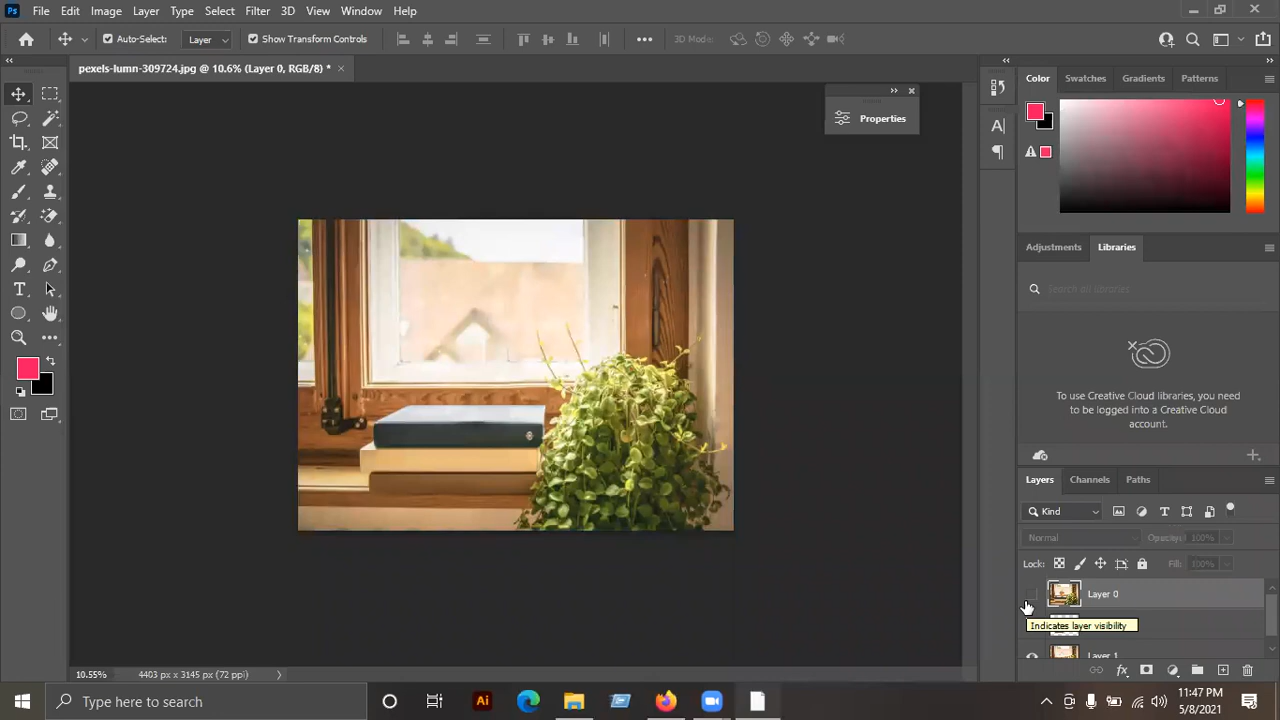 Ps File Edit Image Layer Type Select Filter 3D View Window Help
Auto-Select: Layer Show Transform Controls 3D Mode
pexels-lumn-309724.jpg @ 10.6% (Layer 0, RGB/8) *
Properties
Color Swatches Gradients Patterns
Adjustments Libraries
Search all libraries
To use Creative Cloud libraries, you
need to be logged into a Creative Cloud
account.
Layers Channels Paths
Kind
Normal Opacity: 100%
Lock: Fill: 100%
Layer 0
Indicates layer visibility
Layer 1
10.55% 4403 px x 3145 px (72 ppi)
Type here to search
Ai
11:47 PM
5/8/2021